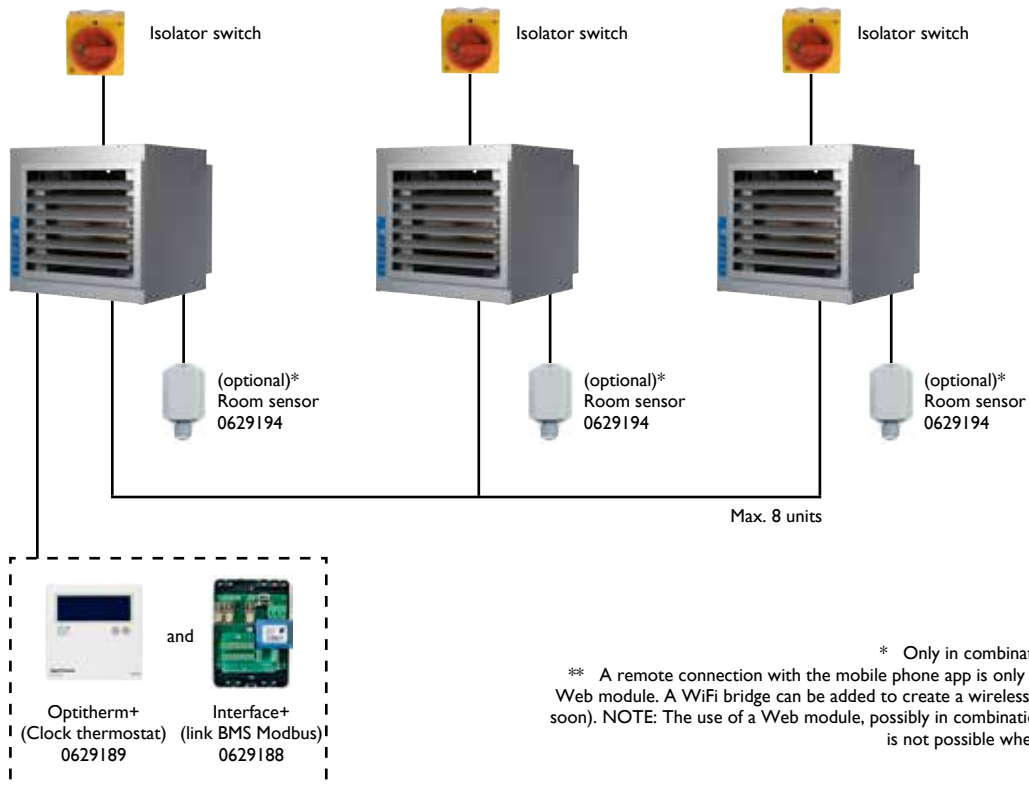 Isolator switch
Isolator switch
Isolator switch
(optional)*
Room sensor
0629194
(optional)*
Room sensor
0629194
(optional)*
Room sensor
0629194
Max. 8 units
and
Optitherm+
(Clock thermostat)
0629189
Interface+
(link BMS Modbus)
0629188
* Only in combinat
** A remote connection with the mobile phone app is only
Web module. A WiFi bridge can be added to create a wireless
soon). NOTE: The use of a Web module, possibly in combinatio
is not possible whe